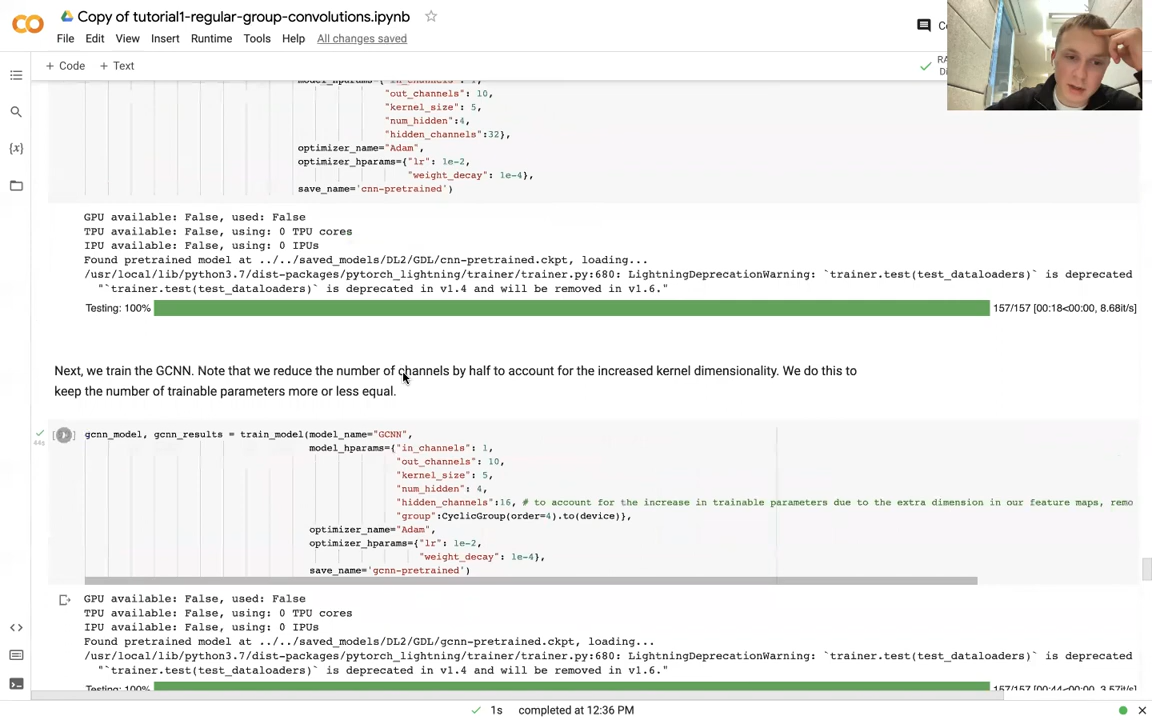 Copy of tutorial1-regular-group-convolutions.ipynb
File Edit View Insert Runtime Tools Help All changes saved
+ Code + Text
"out_channels": 10,
"kernel_size": 5,
"num_hidden":4,
"hidden_channels":32},
optimizer_name="Adam",
optimizer_hparams={"lr": 1e-2,
"weight_decay": 1e-4},
save_name='cnn-pretrained')
GPU available: False, used: False
TPU available: False, using: 0 TPU cores
IPU available: False, using: 0 IPUs
Found pretrained model at ../../saved_models/DL2/GDL/cnn-pretrained.ckpt, loading...
/usr/local/lib/python3.7/dist-packages/pytorch_lightning/trainer/trainer.py:680: LightningDeprecationWarning: `trainer.test(test_dataloaders)` is deprecated
"`trainer.test(test_dataloaders)` is deprecated in v1.4 and will be removed in v1.6."
Testing: 100% 157/157 [00:18<00:00, 8.68it/s]
Next, we train the GCNN. Note that we reduce the number of channels by half to account for the increased kernel dimensionality. We do this to
keep the number of trainable parameters more or less equal.
gcnn_model, gcnn_results = train_model(model_name="GCNN",
44s
model_hparams={"in_channels": 1,
"out_channels": 10,
"kernel_size": 5,
"num_hidden": 4,
"hidden_channels":16, # to account for the increase in trainable parameters due to the extra dimension in our feature maps, remo
"group":CyclicGroup(order=4).to(device)},
optimizer_name="Adam",
optimizer_hparams={"lr": 1e-2,
"weight_decay": 1e-4},
save_name='gcnn-pretrained')
GPU available: False, used: False
TPU available: False, using: 0 TPU cores
IPU available: False, using: 0 IPUs
Found pretrained model at ../../saved_models/DL2/GDL/gcnn-pretrained.ckpt, loading...
/usr/local/lib/python3.7/dist-packages/pytorch_lightning/trainer/trainer.py:680: LightningDeprecationWarning: `trainer.test(test_dataloaders)` is deprecated
"`trainer.test(test_dataloaders)` is deprecated in v1.4 and will be removed in v1.6."
Testing: 100% 157/157 [00:44<00:00, 3.57it/s]
1s completed at 12:36 PM